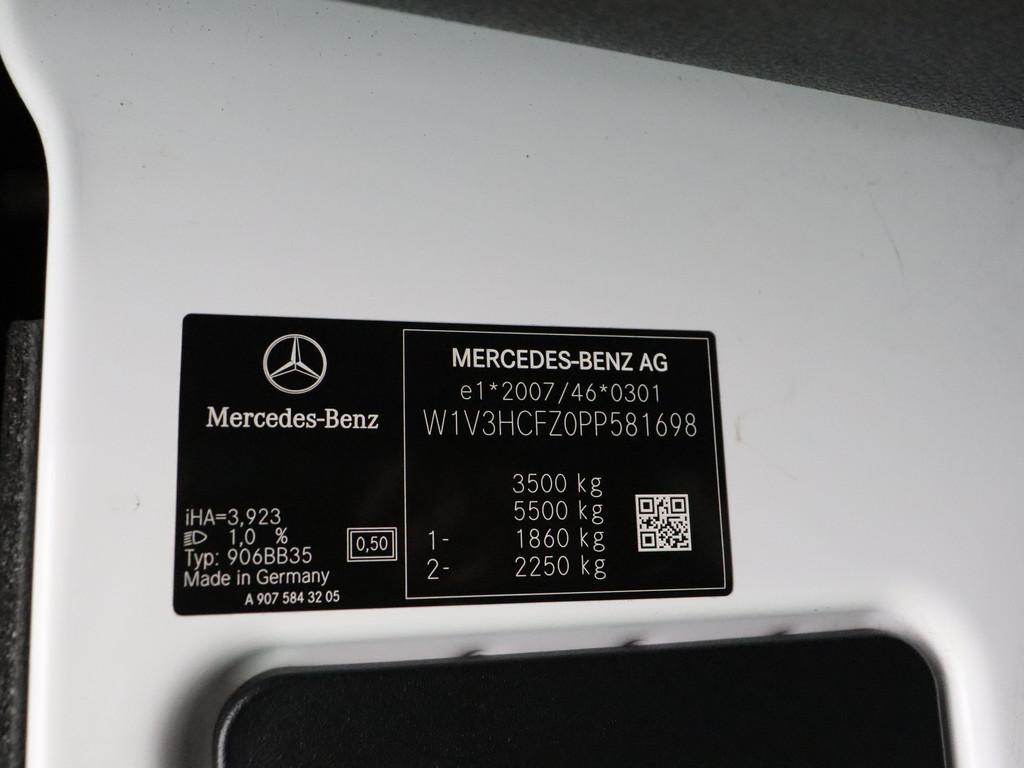 Mercedes-Benz
iHA=3,923
1,0 %
Typ: 906BB35
Made in Germany
A 907 584 32 05
0,50
MERCEDES-BENZ AG
e1*2007/46*0301
W1V3HCFZ0PP581698
3500 kg
5500 kg
1- 1860 kg
2- 2250 kg